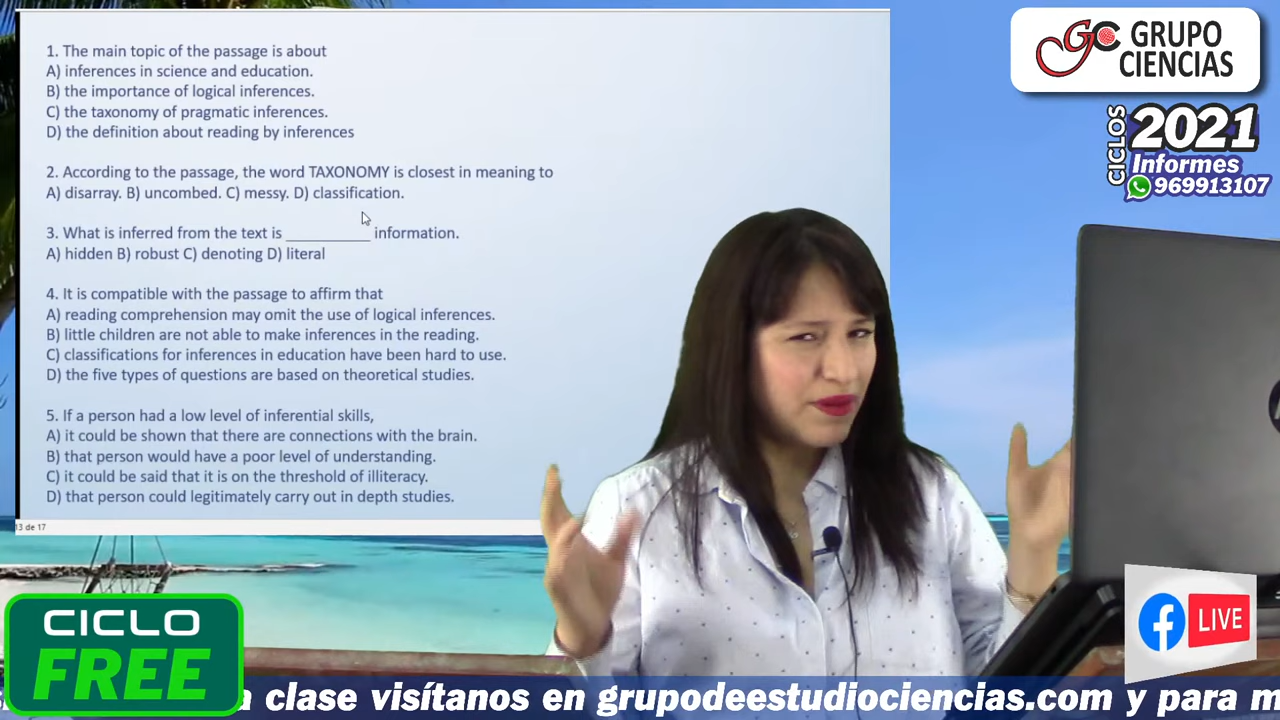 1. The main topic of the passage is about
A) inferences in science and education.
B) the importance of logical inferences.
C) the taxonomy of pragmatic inferences.
D) the definition about reading by inferences
2. According to the passage, the word TAXONOMY is closest in meaning to
A) disarray. B) uncombed. C) messy. D) classification.
3. What is inferred from the text is __________ information.
A) hidden B) robust C) denoting D) literal
4. It is compatible with the passage to affirm that
A) reading comprehension may omit the use of logical inferences.
B) little children are not able to make inferences in the reading.
C) classifications for inferences in education have been hard to use.
D) the five types of questions are based on theoretical studies.
5. If a person had a low level of inferential skills,
A) it could be shown that there are connections with the brain.
B) that person would have a poor level of understanding.
C) it could be said that it is on the threshold of illiteracy.
D) that person could legitimately carry out in depth studies.
13 de 17
GC GRUPO
CIENCIAS
CICLOS 2021
Informes
969913107
CICLO
FREE
LIVE
a clase visítanos en grupodeestudiociencias.com y para m